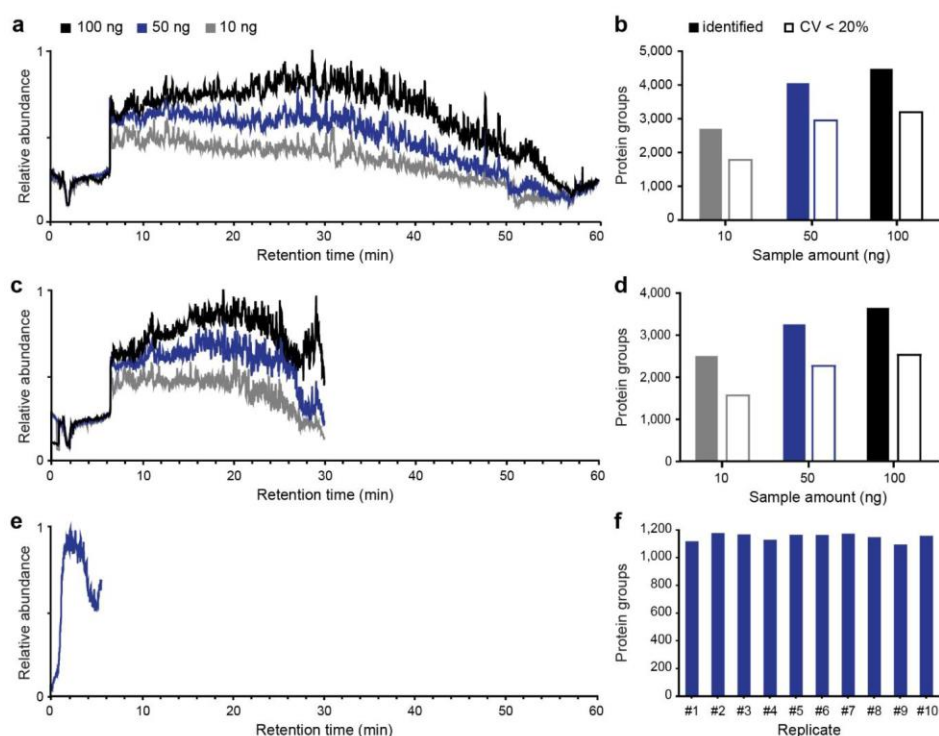 a
100 ng 50 ng 10 ng
1
Relative abundance
0
0 10 20 30 40 50 60
Retention time (min)
b
identified CV < 20%
5,000
4,000
3,000
2,000
1,000
0
Protein groups
10 50 100
Sample amount (ng)
c
1
Relative abundance
0
0 10 20 30 40 50 60
Retention time (min)
d
4,000
3,000
2,000
1,000
0
Protein groups
10 50 100
Sample amount (ng)
e
1
Relative abundance
0
0 10 20 30 40 50 60
Retention time (min)
f
1,200
1,000
800
600
400
200
0
Protein groups
#1 #2 #3 #4 #5 #6 #7 #8 #9 #10
Replicate